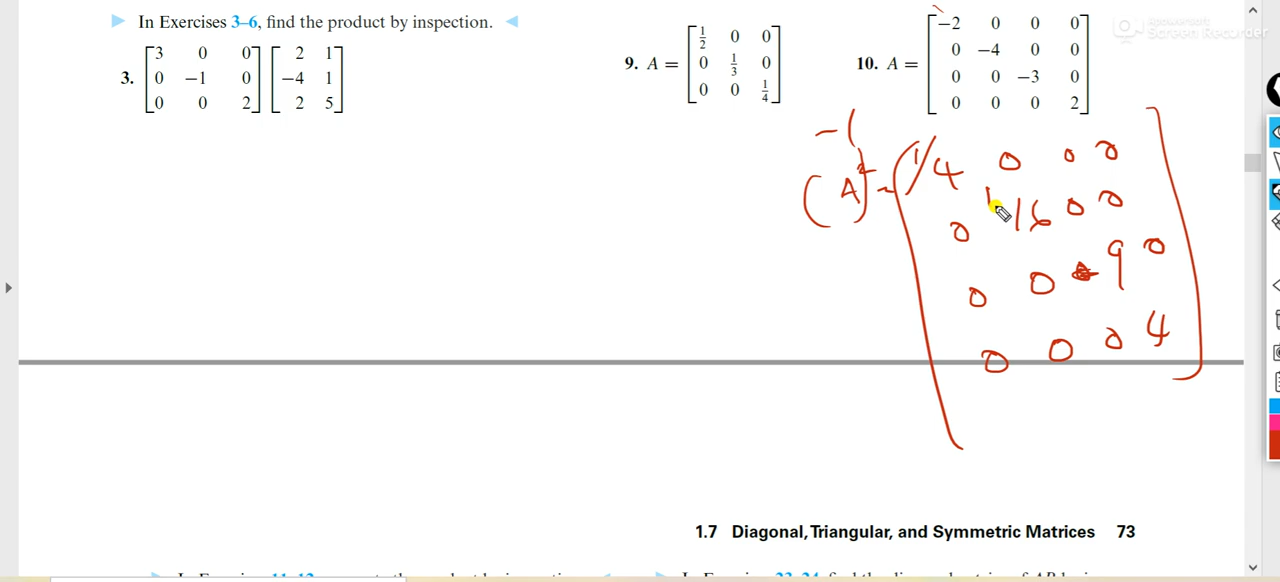 ▶ In Exercises 3–6, find the product by inspection. ◀
3. [3 0 0; 0 −1 0; 0 0 2] [2 1; −4 1; 2 5]
9. A = [1/2 0 0; 0 1/3 0; 0 0 1/4]
10. A = [−2 0 0 0; 0 −4 0 0; 0 0 −3 0; 0 0 0 2]
Apowersoft
Screen Recorder
−1
(A)² = 1/4 0 0 0
0 16 0 0
0 0 9 0
0 0 0 4
1.7 Diagonal, Triangular, and Symmetric Matrices 73